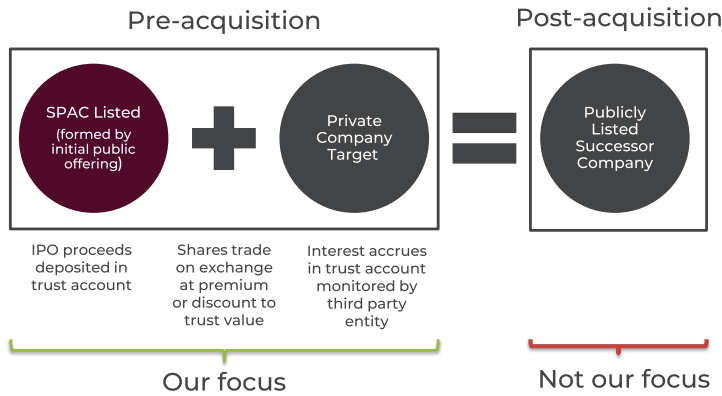 Pre-acquisition
Post-acquisition
SPAC Listed
(formed by
initial public
offering)
Private
Company
Target
Publicly
Listed
Successor
Company
IPO proceeds
deposited in
trust account
Shares trade
on exchange
at premium
or discount to
trust value
Interest accrues
in trust account
monitored by
third party
entity
Our focus
Not our focus